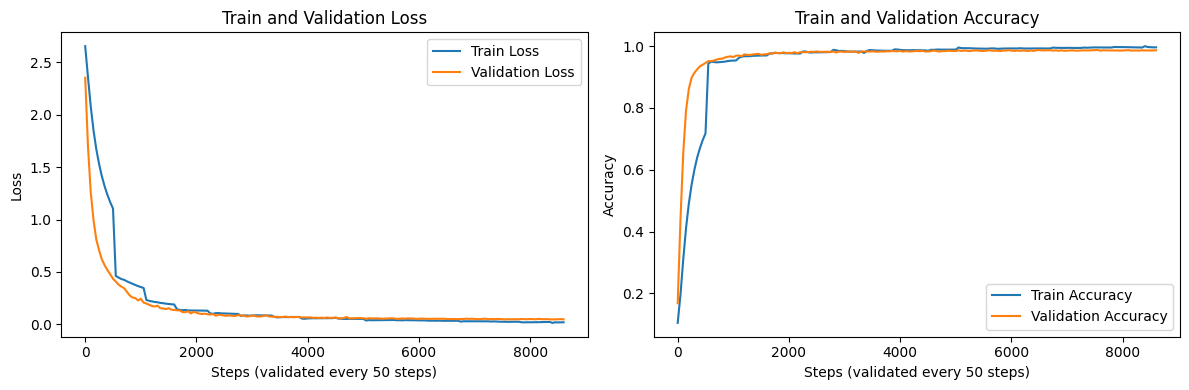 Train and Validation Loss
Train Loss
Validation Loss
2.5
2.0
1.5
1.0
0.5
0.0
Loss
0
2000
4000
6000
8000
Steps (validated every 50 steps)
Train and Validation Accuracy
1.0
0.8
0.6
0.4
0.2
Accuracy
Train Accuracy
Validation Accuracy
0
2000
4000
6000
8000
Steps (validated every 50 steps)